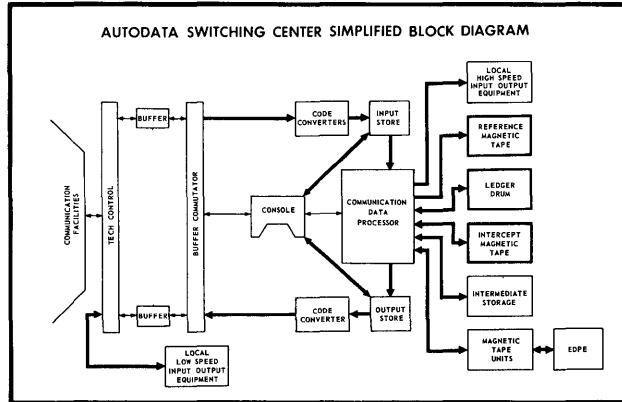 AUTODATA SWITCHING CENTER SIMPLIFIED BLOCK DIAGRAM
COMMUNICATION
FACILITIES
TECH CONTROL
BUFFER
BUFFER
BUFFER COMMUTATOR
LOCAL
LOW SPEED
INPUT OUTPUT
EQUIPMENT
CODE
CONVERTERS
INPUT
STORE
CONSOLE
COMMUNICATION
DATA
PROCESSOR
CODE
CONVERTER
OUTPUT
STORE
LOCAL
HIGH SPEED
INPUT OUTPUT
EQUIPMENT
REFERENCE
MAGNETIC
TAPE
LEDGER
DRUM
INTERCEPT
MAGNETIC
TAPE
INTERMEDIATE
STORAGE
MAGNETIC
TAPE
UNITS
EDPE